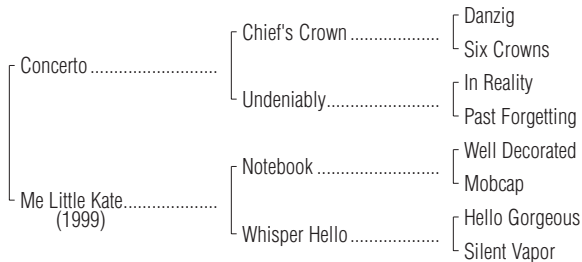 Danzig
Chief's Crown ...................
Six Crowns
Concerto ...........................
In Reality
Undeniably........................
Past Forgetting
Well Decorated
Notebook ..........................
Mobcap
Me Little Kate....................
(1999)
Hello Gorgeous
Whisper Hello ...................
Silent Vapor